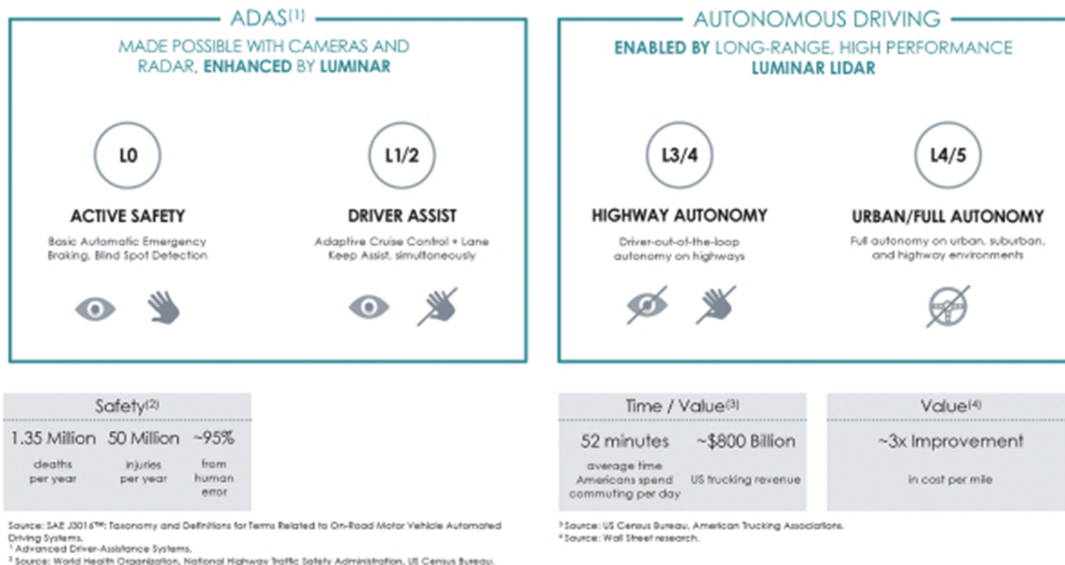 ADAS(1)
MADE POSSIBLE WITH CAMERAS AND
RADAR, ENHANCED BY LUMINAR
L0
ACTIVE SAFETY
Basic Automatic Emergency
Braking, Blind Spot Detection
L1/2
DRIVER ASSIST
Adaptive Cruise Control + Lane
Keep Assist, simultaneously
AUTONOMOUS DRIVING
ENABLED BY LONG-RANGE, HIGH PERFORMANCE
LUMINAR LIDAR
L3/4
HIGHWAY AUTONOMY
Driver-out-of-the-loop
autonomy on highways
L4/5
URBAN/FULL AUTONOMY
Full autonomy on urban, suburban,
and highway environments
Safety(2)
1.35 Million
deaths
per year
50 Million
injuries
per year
~95%
from
human
error
Time / Value(3)
52 minutes
average time
Americans spend
commuting per day
~$800 Billion
US trucking revenue
Value(4)
~3x Improvement
in cost per mile
Source: SAE J3016™: Taxonomy and Definitions for Terms Related to On-Road Motor Vehicle Automated
Driving Systems.
1 Advanced Driver-Assistance Systems.
2 Source: World Health Organization, National Highway Traffic Safety Administration, US Census Bureau.
3 Source: US Census Bureau, American Trucking Associations.
4 Source: Wall Street research.